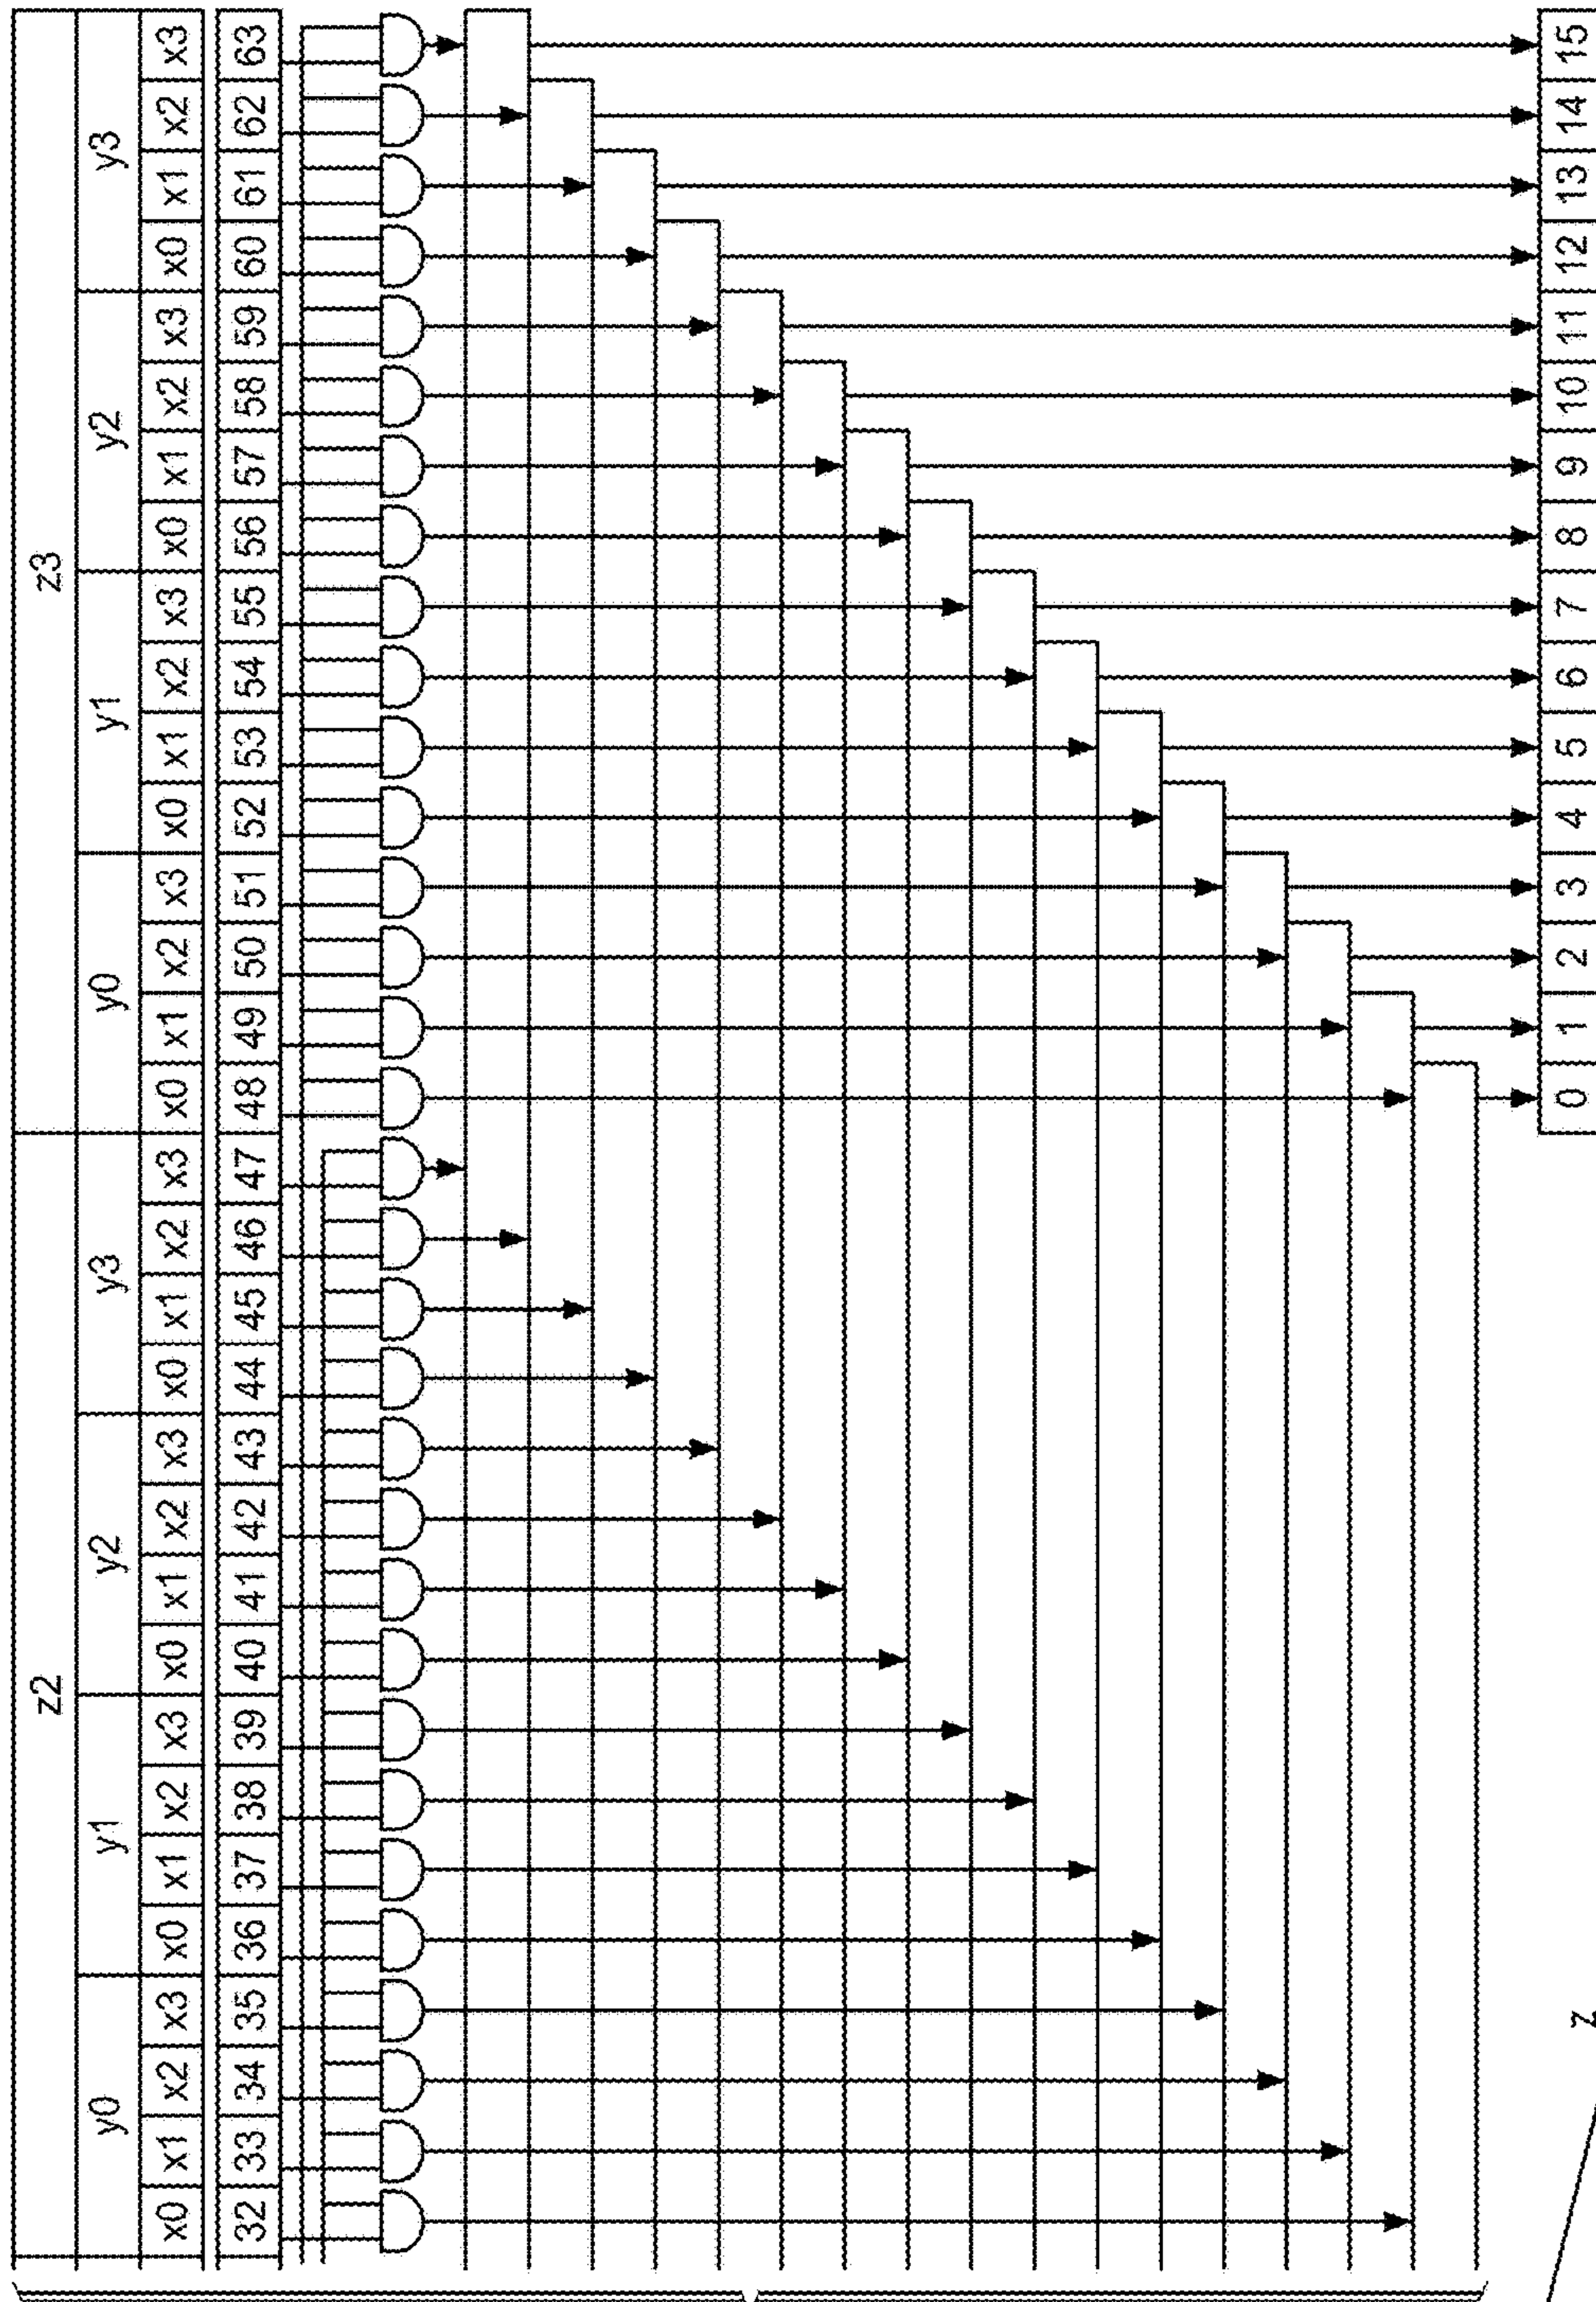 z2 z3
y0 y1 y2 y3 y0 y1 y2 y3
x0 x1 x2 x3 x0 x1 x2 x3 x0 x1 x2 x3 x0 x1 x2 x3 x0 x1 x2 x3 x0 x1 x2 x3 x0 x1 x2 x3 x0 x1 x2 x3
32 33 34 35 36 37 38 39 40 41 42 43 44 45 46 47 48 49 50 51 52 53 54 55 56 57 58 59 60 61 62 63
0 1 2 3 4 5 6 7 8 9 10 11 12 13 14 15